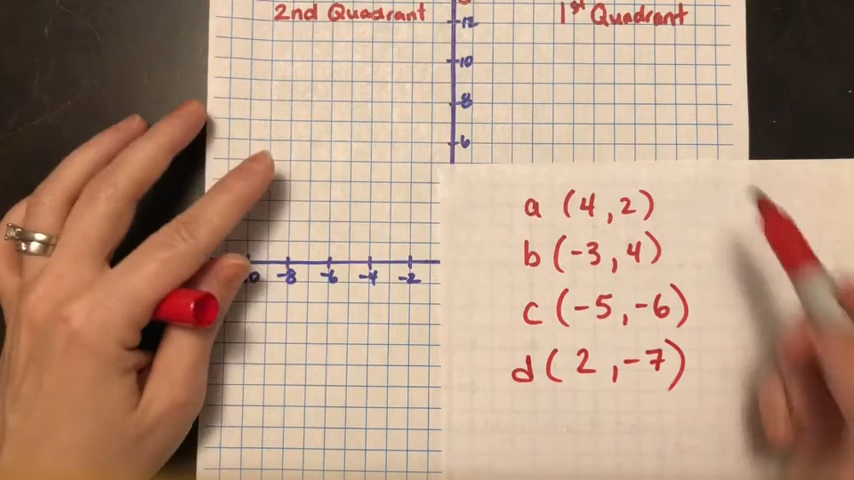 2nd Quadrant
1st Quadrant
12
10
8
6
-8
-6
-4
-2
a (4,2)
b (-3,4)
c (-5,-6)
d (2,-7)